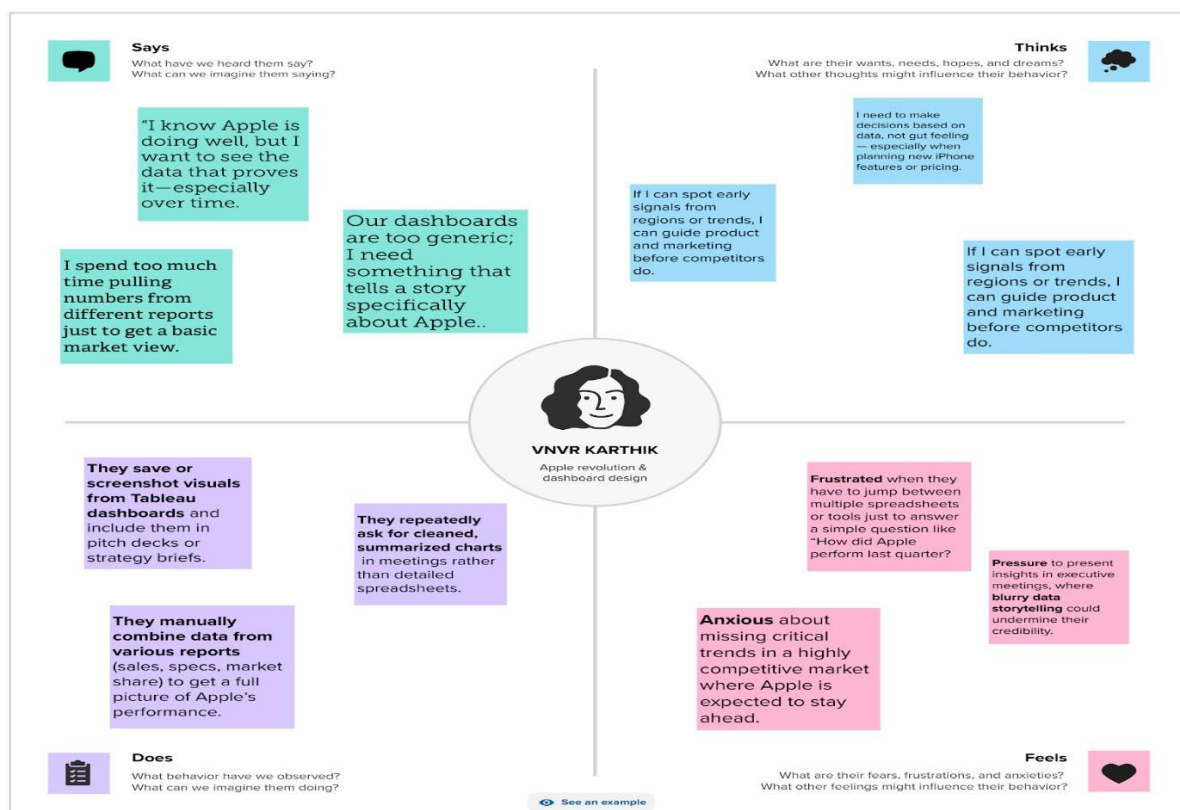 Says
What have we heard them say?
What can we imagine them saying?
"I know Apple is
doing well, but I
want to see the
data that proves
it—especially
over time.
Our dashboards
are too generic;
I need
something that
tells a story
specifically
about Apple..
I spend too much
time pulling
numbers from
different reports
just to get a basic
market view.
Thinks
What are their wants, needs, hopes, and dreams?
What other thoughts might influence their behavior?
I need to make
decisions based on
data, not gut feeling
— especially when
planning new iPhone
features or pricing.
If I can spot early
signals from
regions or trends, I
can guide product
and marketing
before competitors
do.
If I can spot early
signals from
regions or trends, I
can guide product
and marketing
before competitors
do.
VNVR KARTHIK
Apple revolution &
dashboard design
They save or
screenshot visuals
from Tableau
dashboards and
include them in
pitch decks or
strategy briefs.
They repeatedly
ask for cleaned,
summarized charts
in meetings rather
than detailed
spreadsheets.
They manually
combine data from
various reports
(sales, specs, market
share) to get a full
picture of Apple's
performance.
Does
What behavior have we observed?
What can we imagine them doing?
Frustrated when they
have to jump between
multiple spreadsheets
or tools just to answer
a simple question like
"How did Apple
perform last quarter?
Pressure to present
insights in executive
meetings, where
blurry data
storytelling could
undermine their
credibility.
Anxious about
missing critical
trends in a highly
competitive market
where Apple is
expected to stay
ahead.
Feels
What are their fears, frustrations, and anxieties?
What other feelings might influence their behavior?
See an example